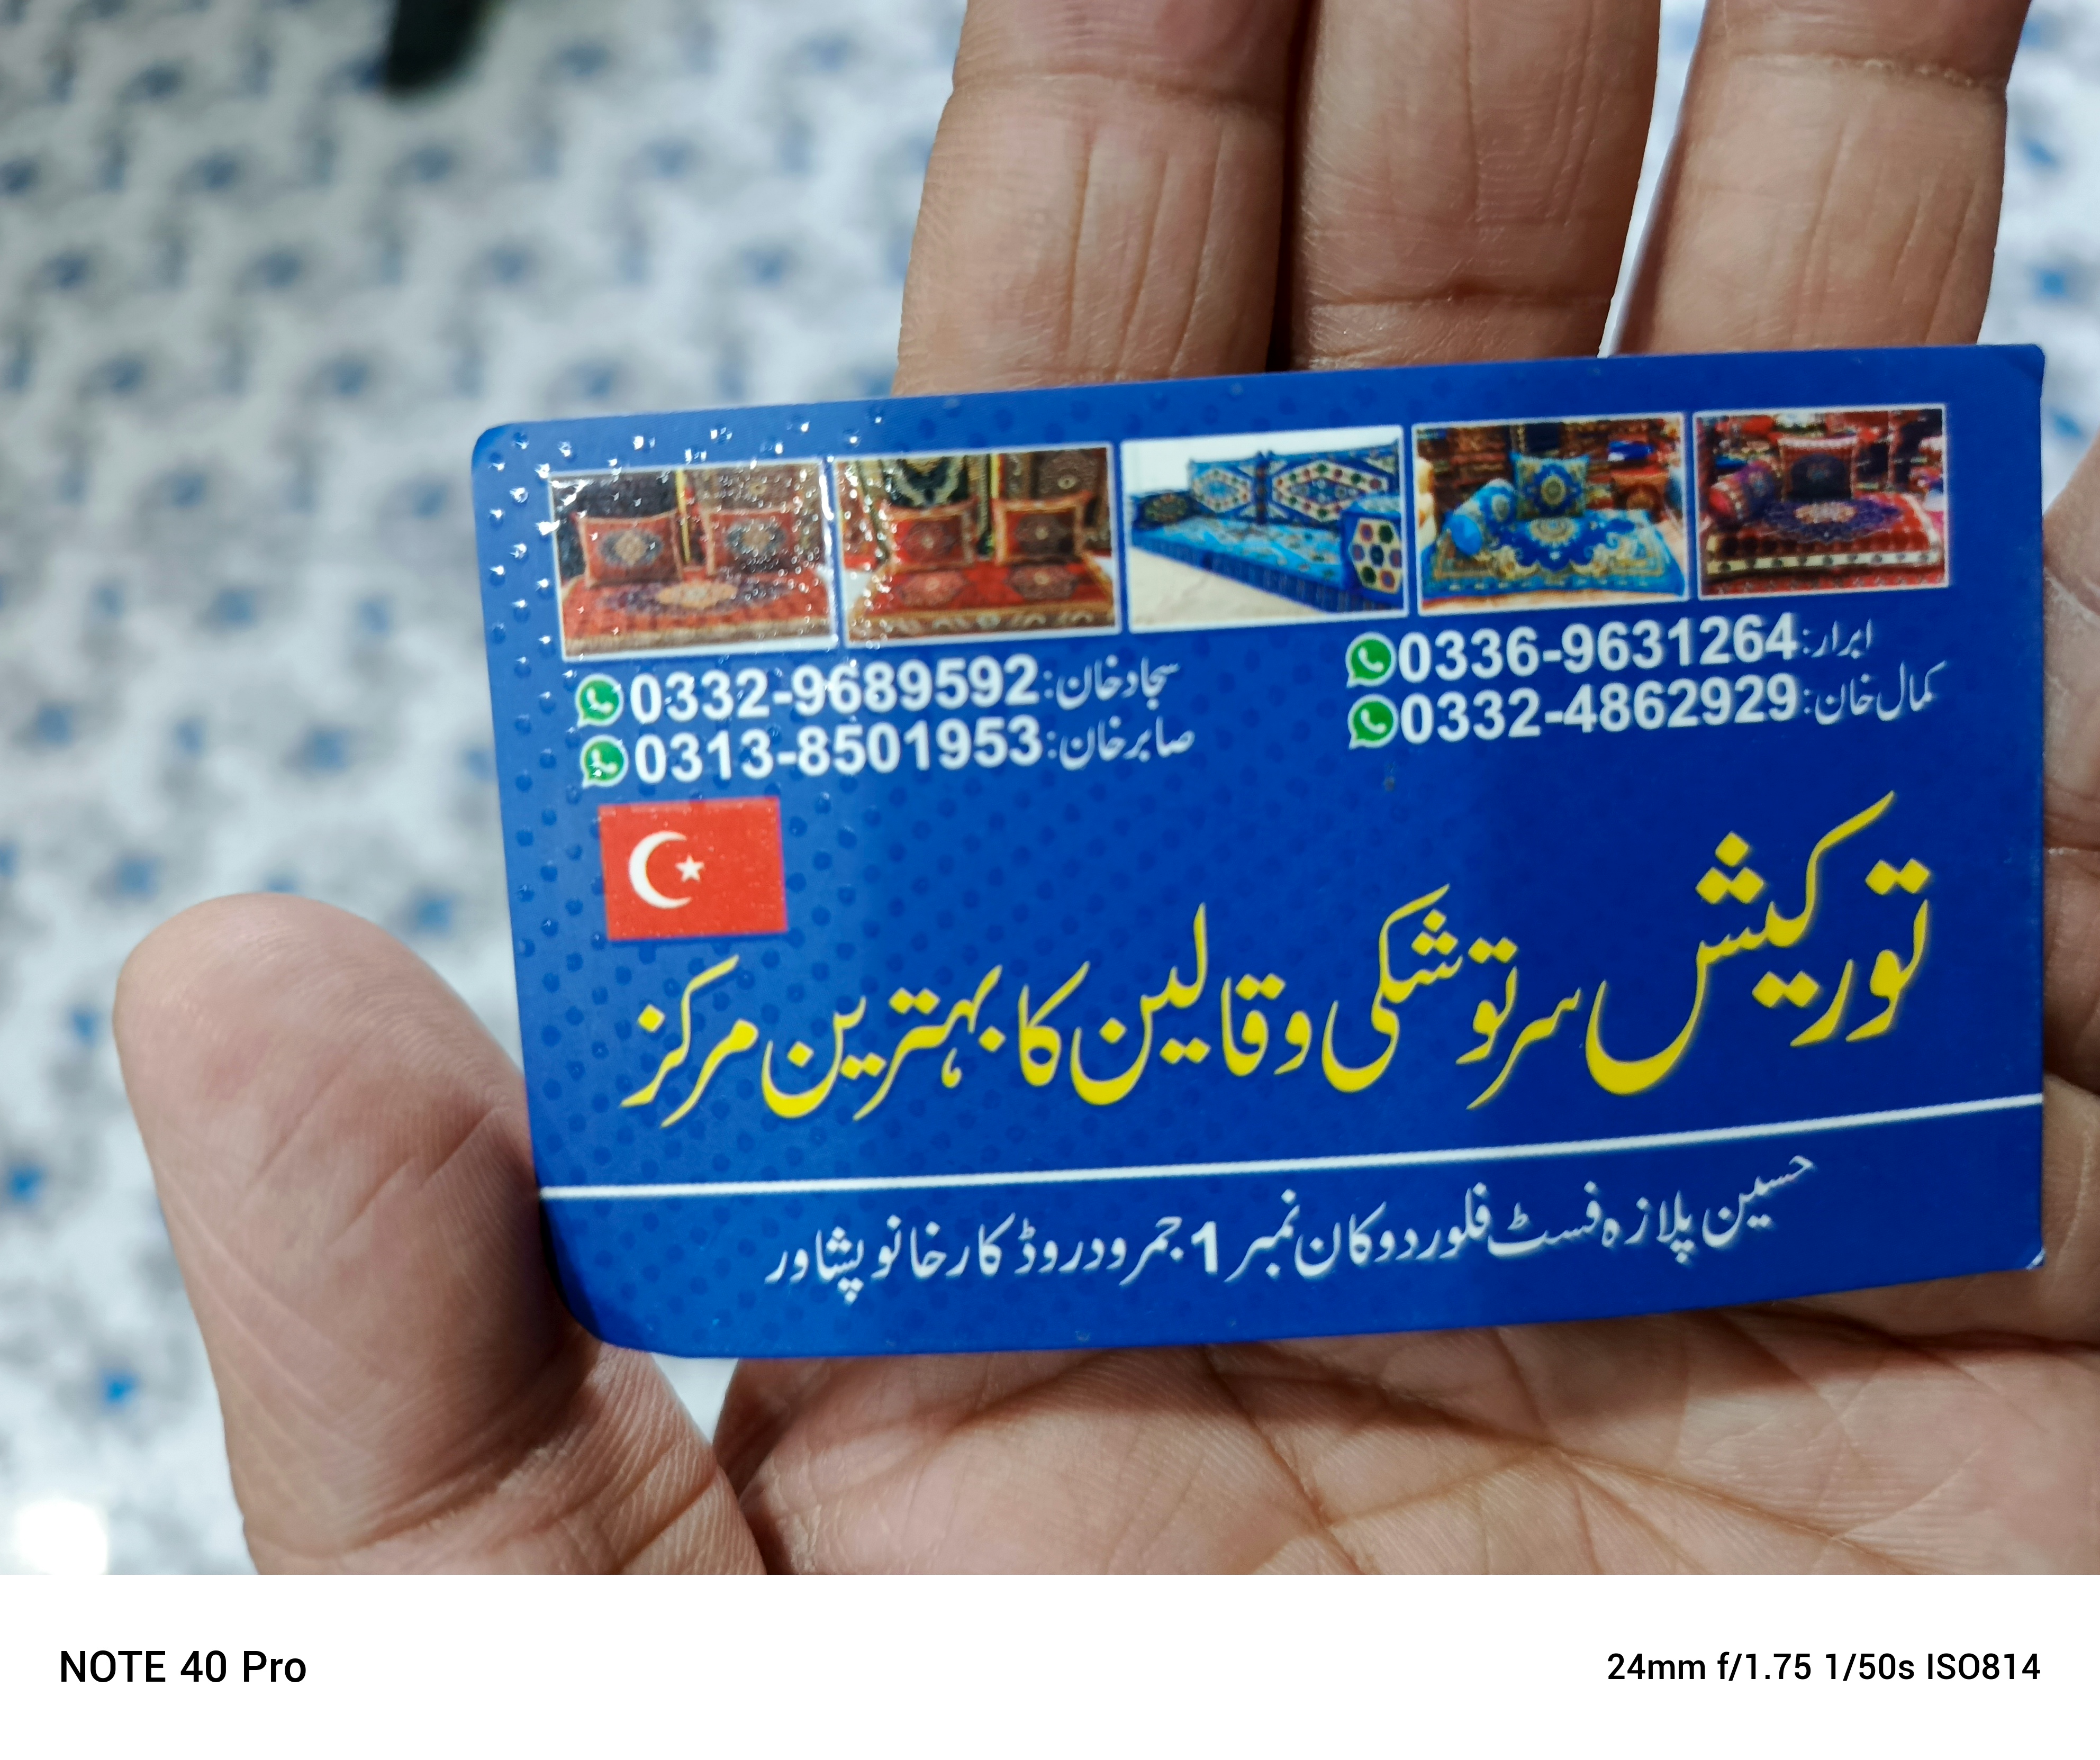 ابرار: 0336-9631264
کمال خان: 0332-4862929
سجاد خان: 0332-9689592
صابر خان: 0313-8501953
تورکیش سرتوشکی و قالین کا بہترین مرکز
حسین پلازہ فسٹ فلور دوکان نمبر 1 جمرود روڈ کارخانو پشاور
NOTE 40 Pro
24mm f/1.75 1/50s ISO814